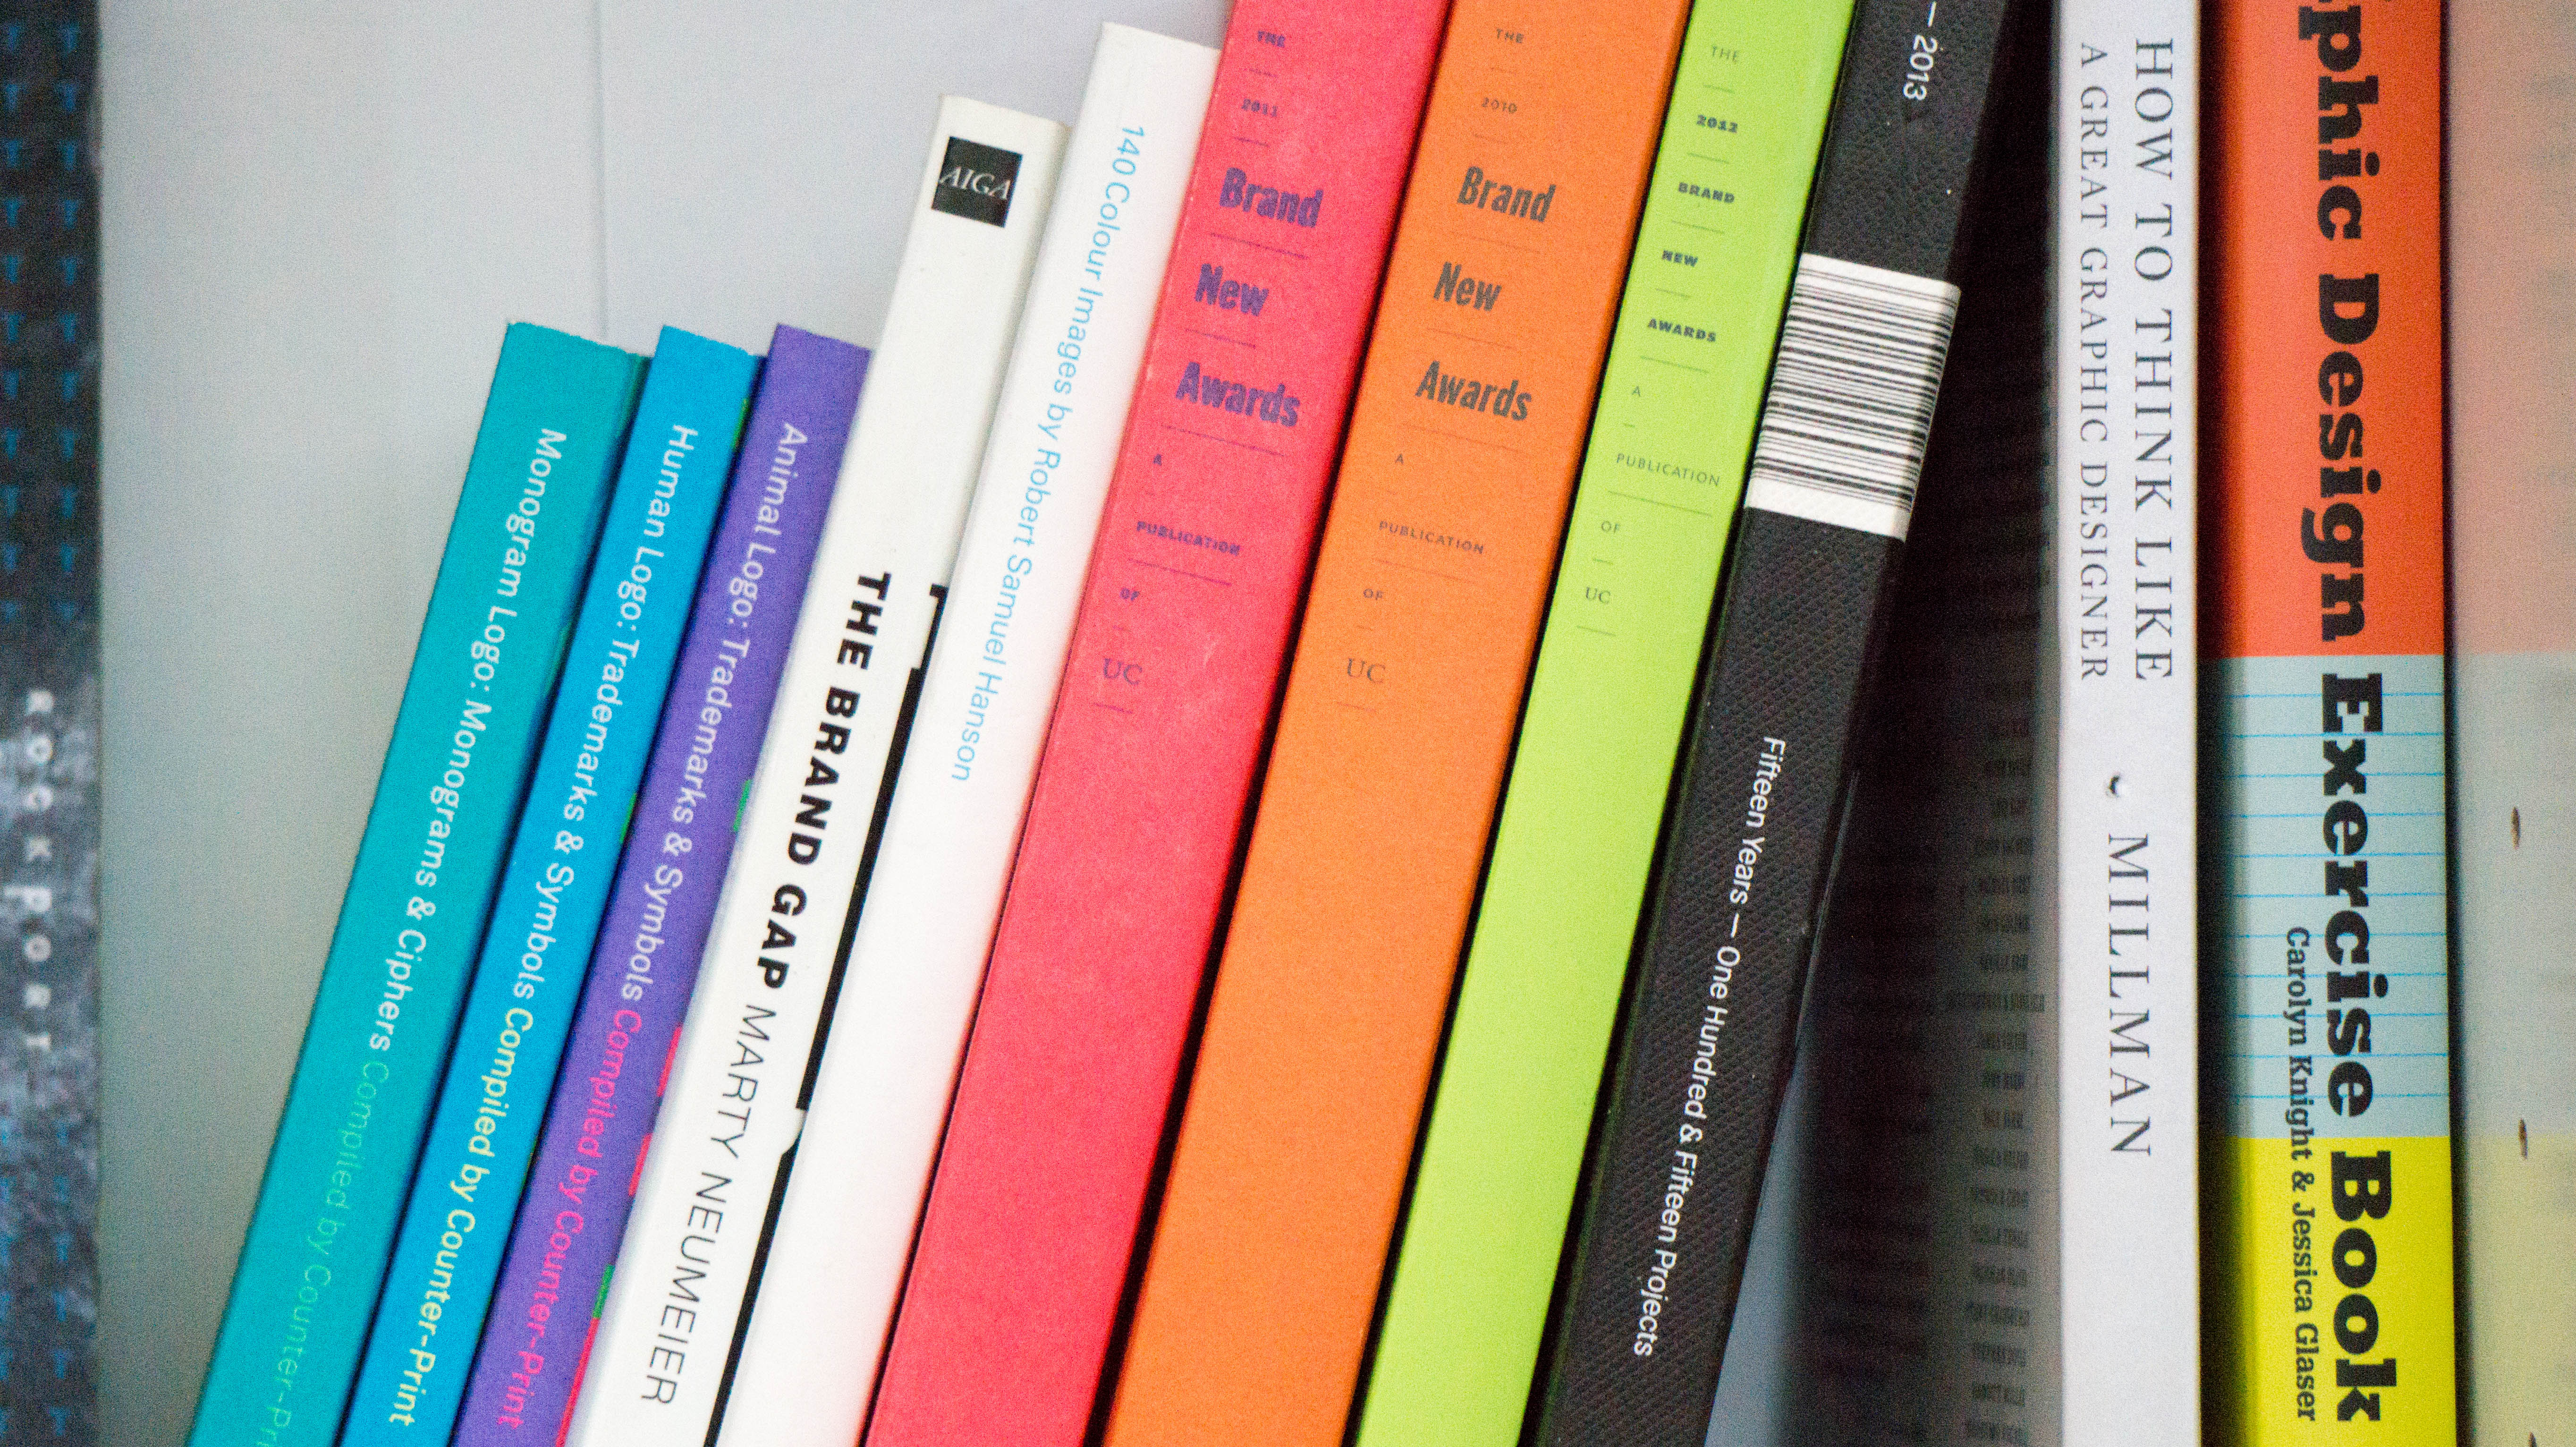 ROCKPORT
Monogram Logo: Monograms & Ciphers Compiled by Counter-Pri
Human Logo: Trademarks & Symbols Compiled by Counter-Print
Animal Logo: Trademarks & Symbols Compiled by Counter-Print
AIGA
THE BRAND GAP MARTY NEUMEIER
140 Colour Images by Robert Samuel Hanson
THE
2011
Brand
New
Awards
A
PUBLICATION
OF
UC
THE
2010
Brand
New
Awards
A
PUBLICATION
OF
UC
THE
2012
BRAND
NEW
AWARDS
A
PUBLICATION
OF
UC
– 2013
Fifteen Years — One Hundred & Fifteen Projects
HOW TO THINK LIKE
A GREAT GRAPHIC DESIGNER
MILLMAN
phic Design Exercise Book
Carolyn Knight & Jessica Glaser